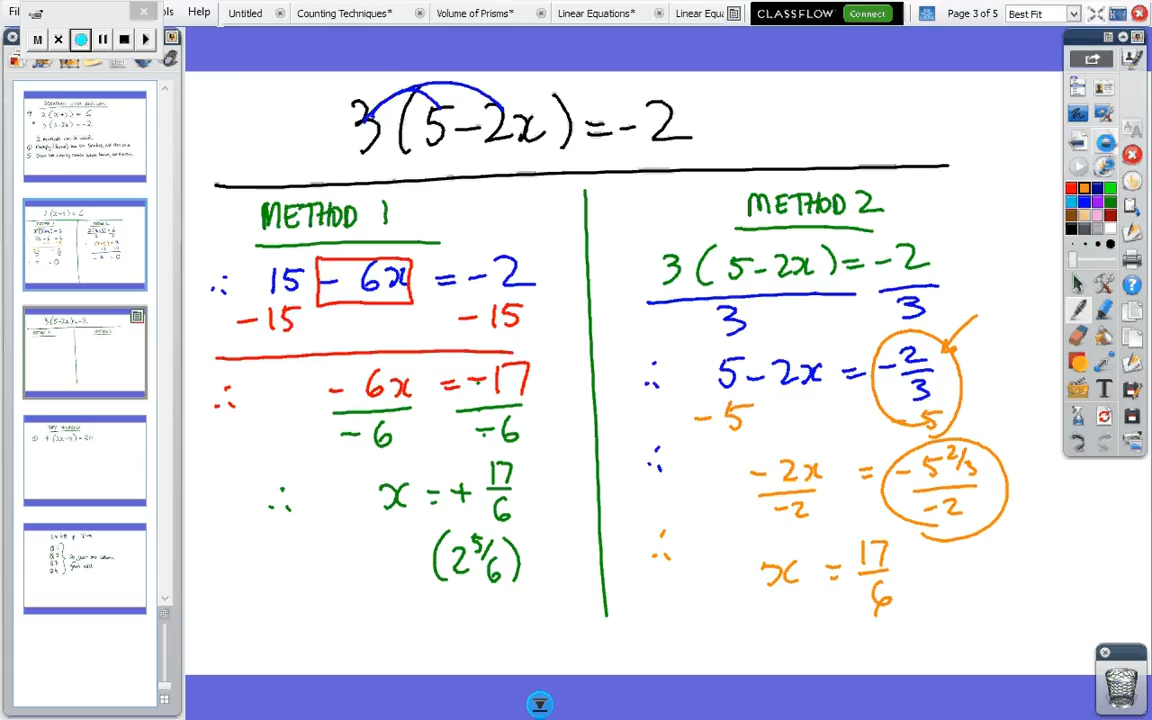 Help
Untitled
Counting Techniques*
Volume of Prisms*
Linear Equations*
Linear Equa
CLASSFLOW
Connect
Page 3 of 5
Best Fit
M
3(5-2x)=-2
METHOD 1
∴ 15 - 6x = -2
-15 -15
∴ -6x = -17
-6 -6
∴ x = + 17/6
(2 5/6)
METHOD 2
3(5-2x) = -2
3 3
∴ 5-2x = -2/3
-5 -5
∴ -2x = -5 2/3
-2 -2
∴ x = 17/6
T